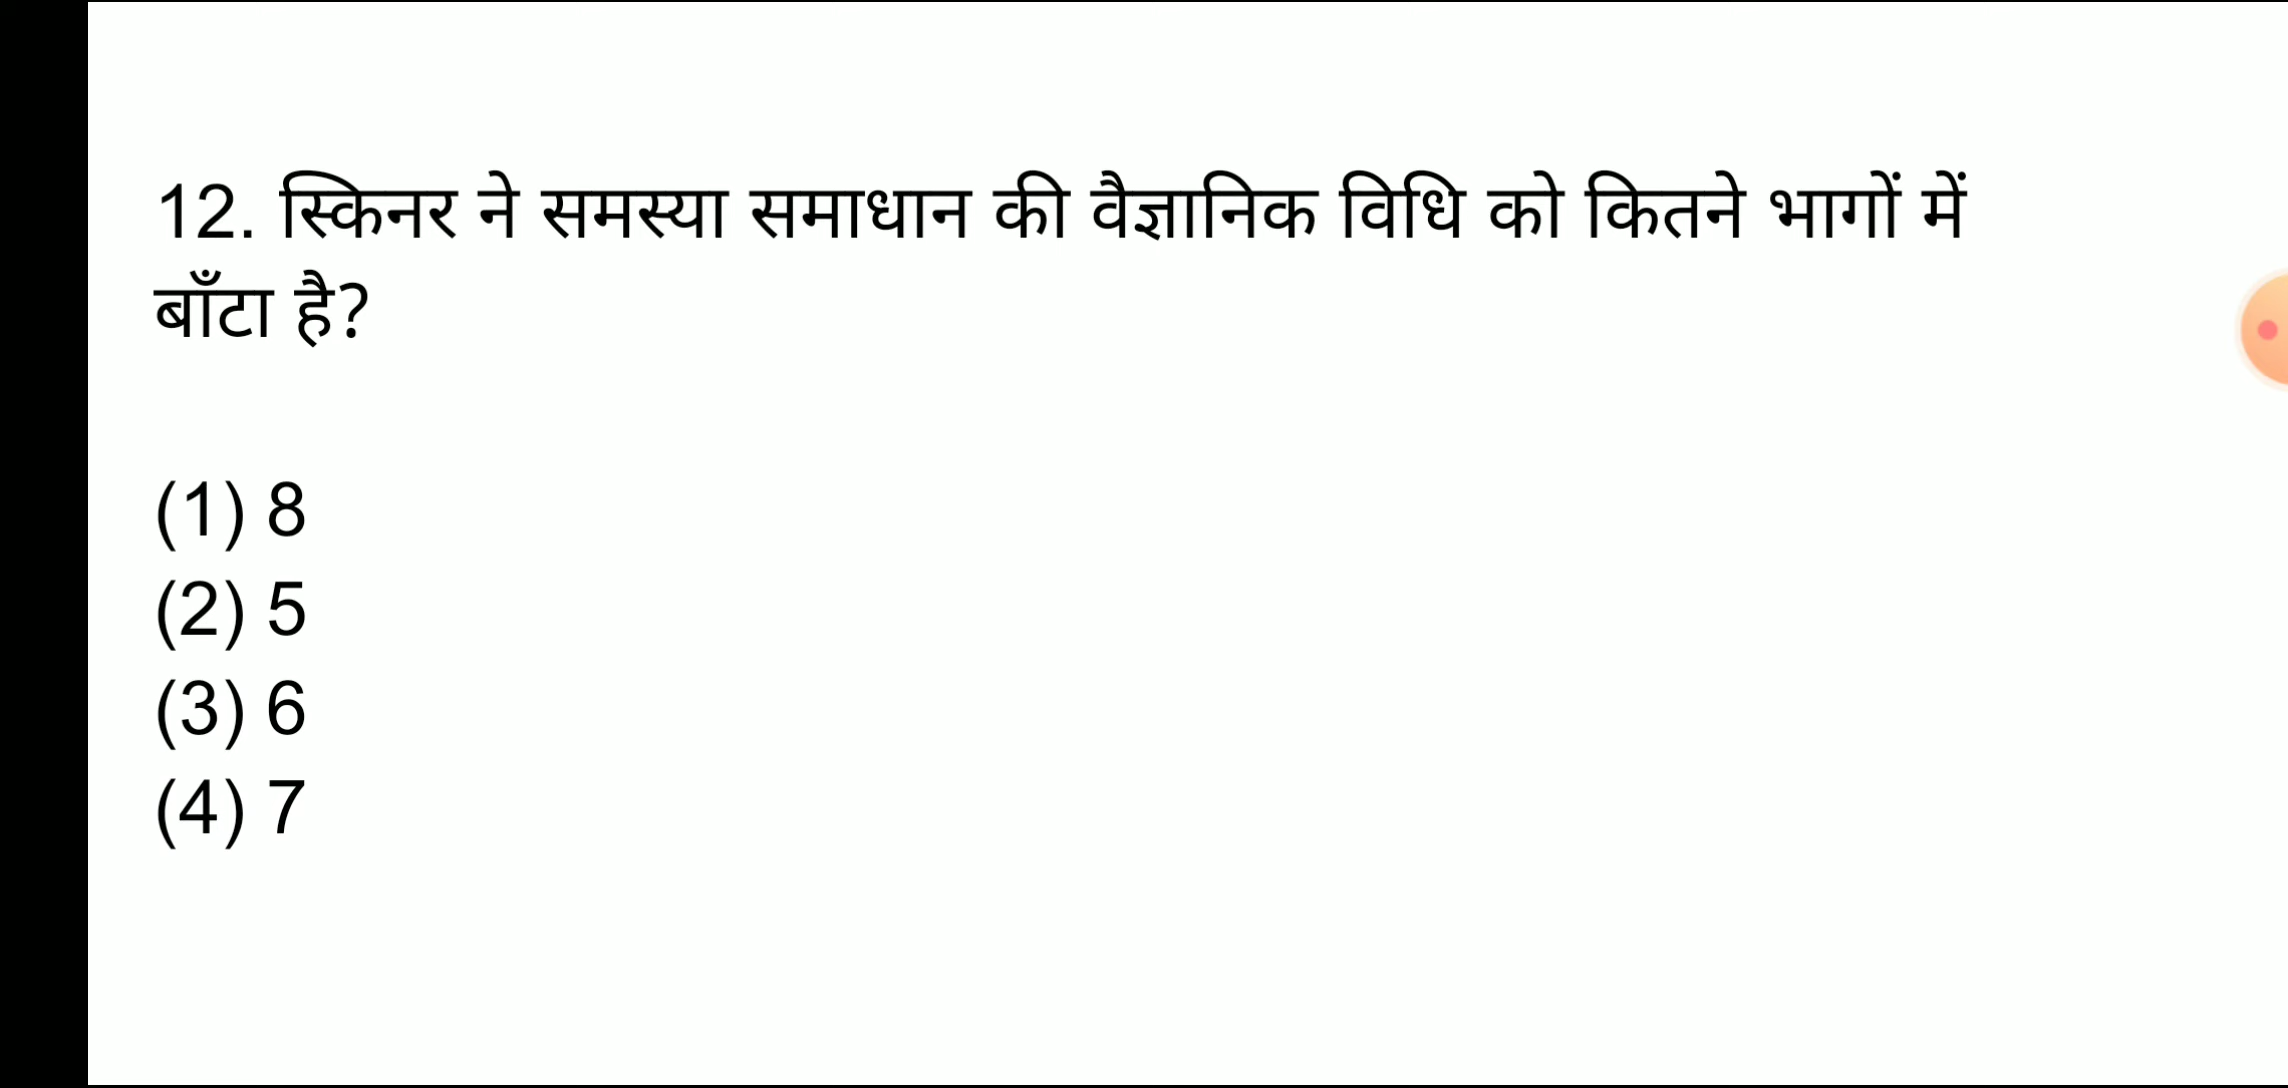 12. स्किनर ने समस्या समाधान की वैज्ञानिक विधि को कितने भागों में
बाँटा है?
(1) 8
(2) 5
(3) 6
(4) 7